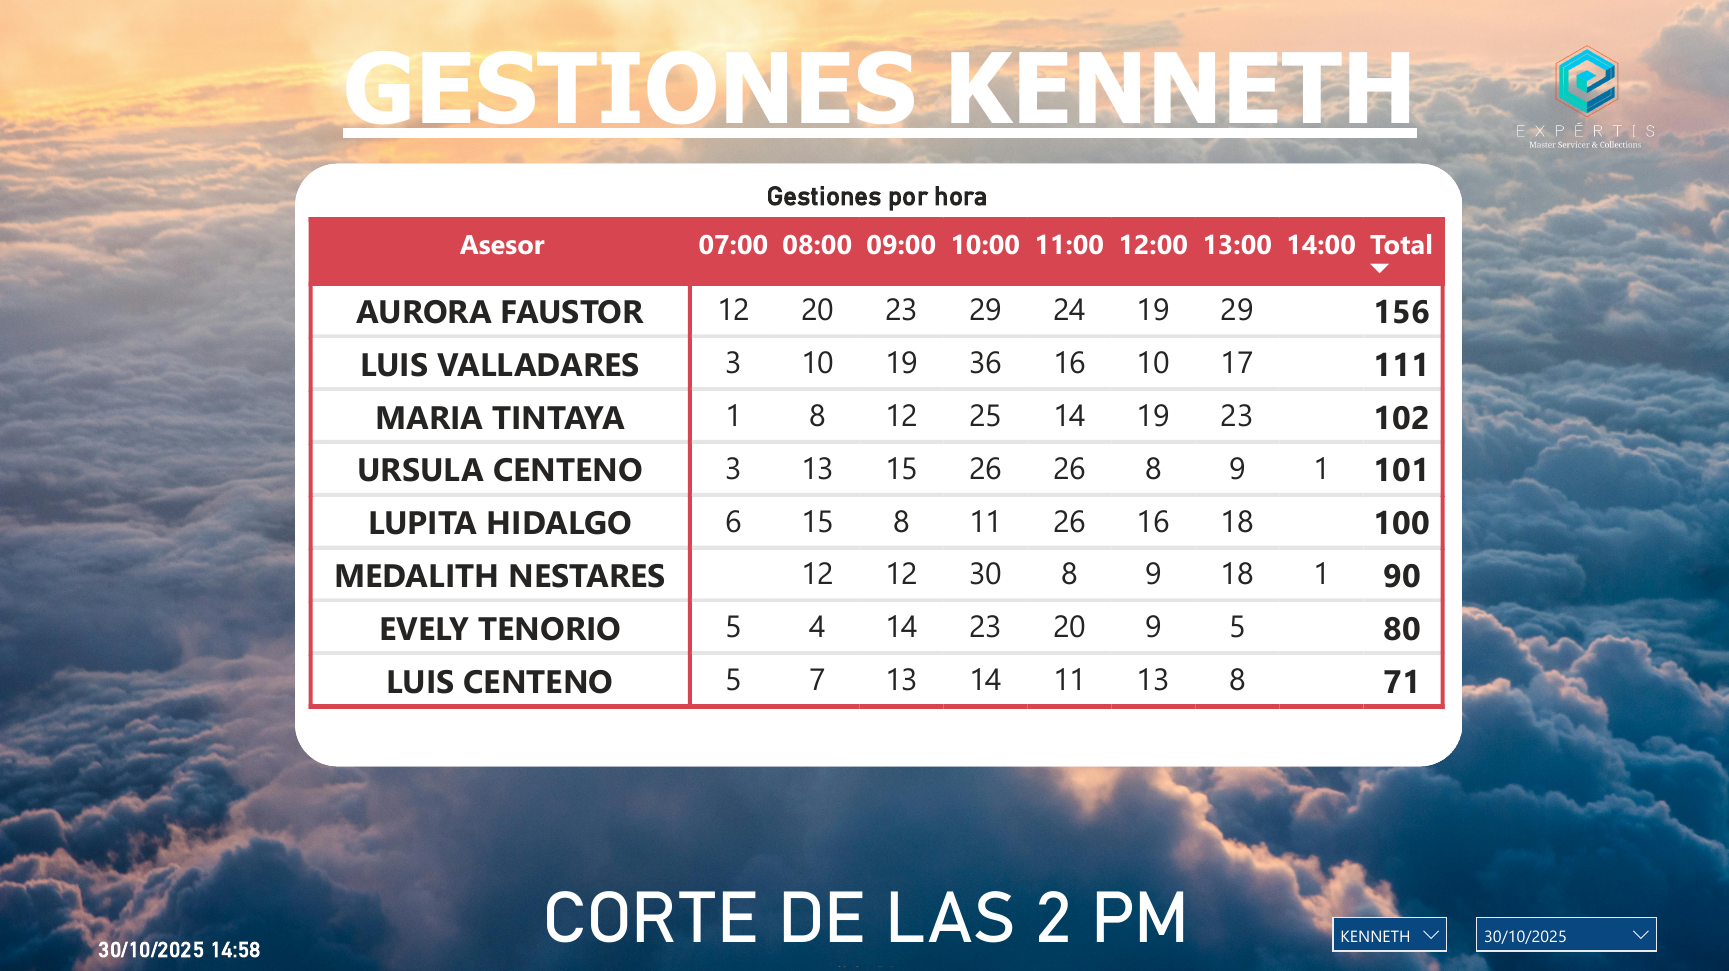 GESTIONES KENNETH
EXPÉRTIS
Master Servicer & Collections
Gestiones por hora
Asesor 07:00 08:00 09:00 10:00 11:00 12:00 13:00 14:00 Total
AURORA FAUSTOR 12 20 23 29 24 19 29 156
LUIS VALLADARES 3 10 19 36 16 10 17 111
MARIA TINTAYA 1 8 12 25 14 19 23 102
URSULA CENTENO 3 13 15 26 26 8 9 1 101
LUPITA HIDALGO 6 15 8 11 26 16 18 100
MEDALITH NESTARES 12 12 30 8 9 18 1 90
EVELY TENORIO 5 4 14 23 20 9 5 80
LUIS CENTENO 5 7 13 14 11 13 8 71
CORTE DE LAS 2 PM
30/10/2025 14:58
KENNETH
30/10/2025